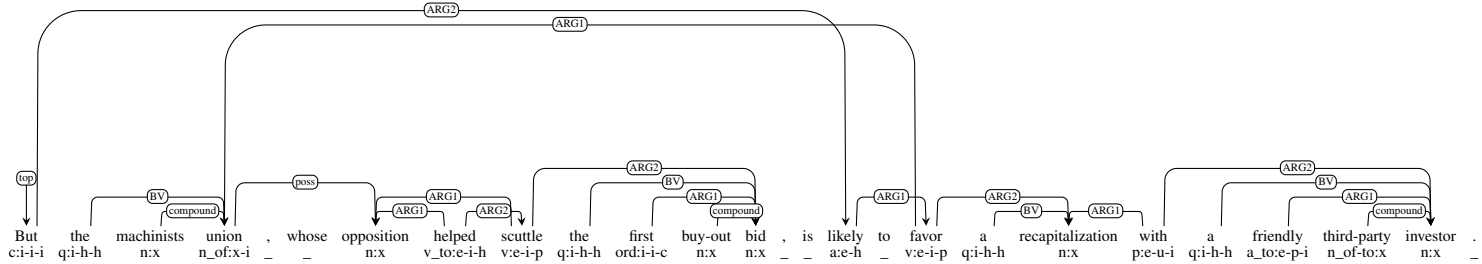 ARG2
ARG1
ARG2 ARG2
top poss BV BV
BV ARG1 ARG1 ARG2 ARG1
compound ARG1 ARG2 compound ARG1 BV ARG1 compound
But the machinists union , whose opposition helped scuttle the first buy-out bid , is likely to favor a recapitalization with a friendly third-party investor .
c:i-i-i q:i-h-h n:x n_of:x-i _ _ n:x v_to:e-i-h v:e-i-p q:i-h-h ord:i-i-c n:x n:x _ _ a:e-h _ v:e-i-p q:i-h-h n:x p:e-u-i q:i-h-h a_to:e-p-i n_of-to:x n:x _